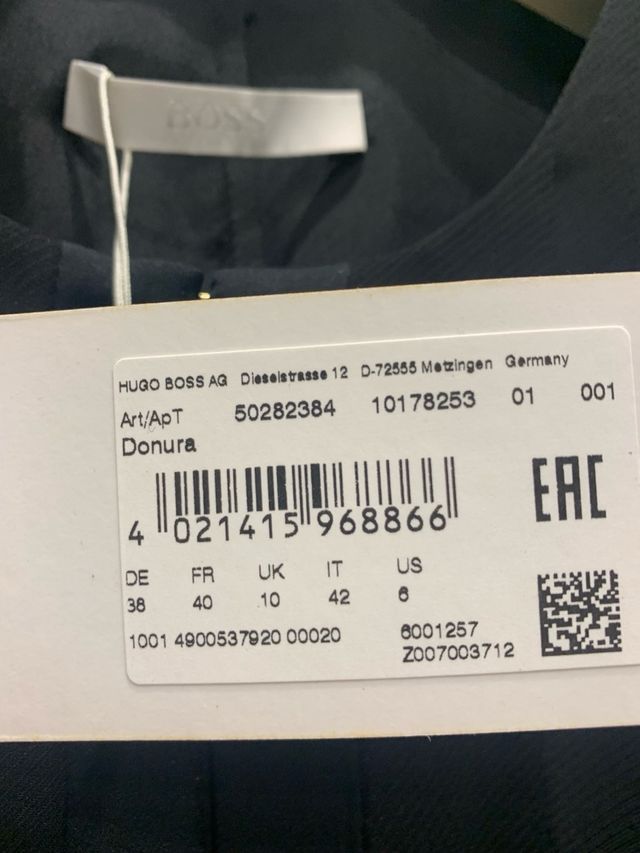 BOSS
HUGO BOSS AG Dieselstrasse 12 D-72555 Metzingen Germany
Art/ApT 50282384 10178253 01 001
Donura
4 021415 968866
EAC
DE FR UK IT US
38 40 10 42 6
1001 4900537920 00020 6001257
Z007003712